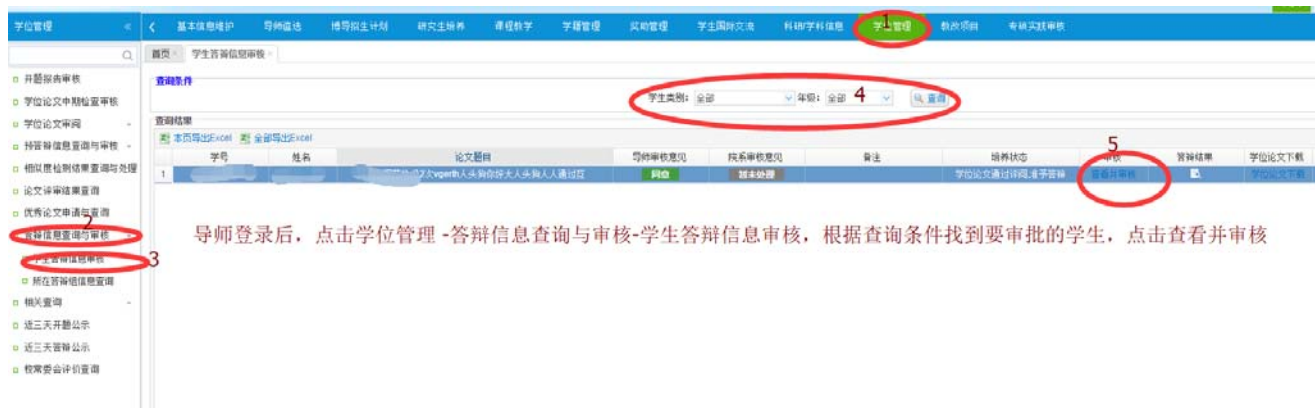 学位管理 «
< 基本信息维护 导师遴选 博导拟生计划 研究生培养 课程教学 学籍管理 奖助管理 学生国际交流 科研/学科信息 学位管理 教改项目 专硕实践审核
1
首页 × 学生答辩信息审核 ×
开题报告审核
学位论文中期检查审核
学位论文审阅
预答辩信息查询与审核
相似度检测结果查询与处理
论文评审结果查询
优秀论文申请与查询
2
答辩信息查询与审核
学生答辩信息审核
3
所在答辩组信息查询
相关查询
近三天开题公示
近三天答辩公示
校常委会评价查询
查询条件
学生类别: 全部 年级: 全部 查询
4
查询结果
本页导出Excel 全部导出Excel
学号 姓名 论文题目 导师审核意见 院系审核意见 备注 培养状态 审核 答辩结果 学位论文下载
5
1 同意 暂未处理 学位论文通过评阅,准予答辩 查看并审核 学位论文下载
导师登录后，点击学位管理 -答辩信息查询与审核-学生答辩信息审核，根据查询条件找到要审批的学生，点击查看并审核